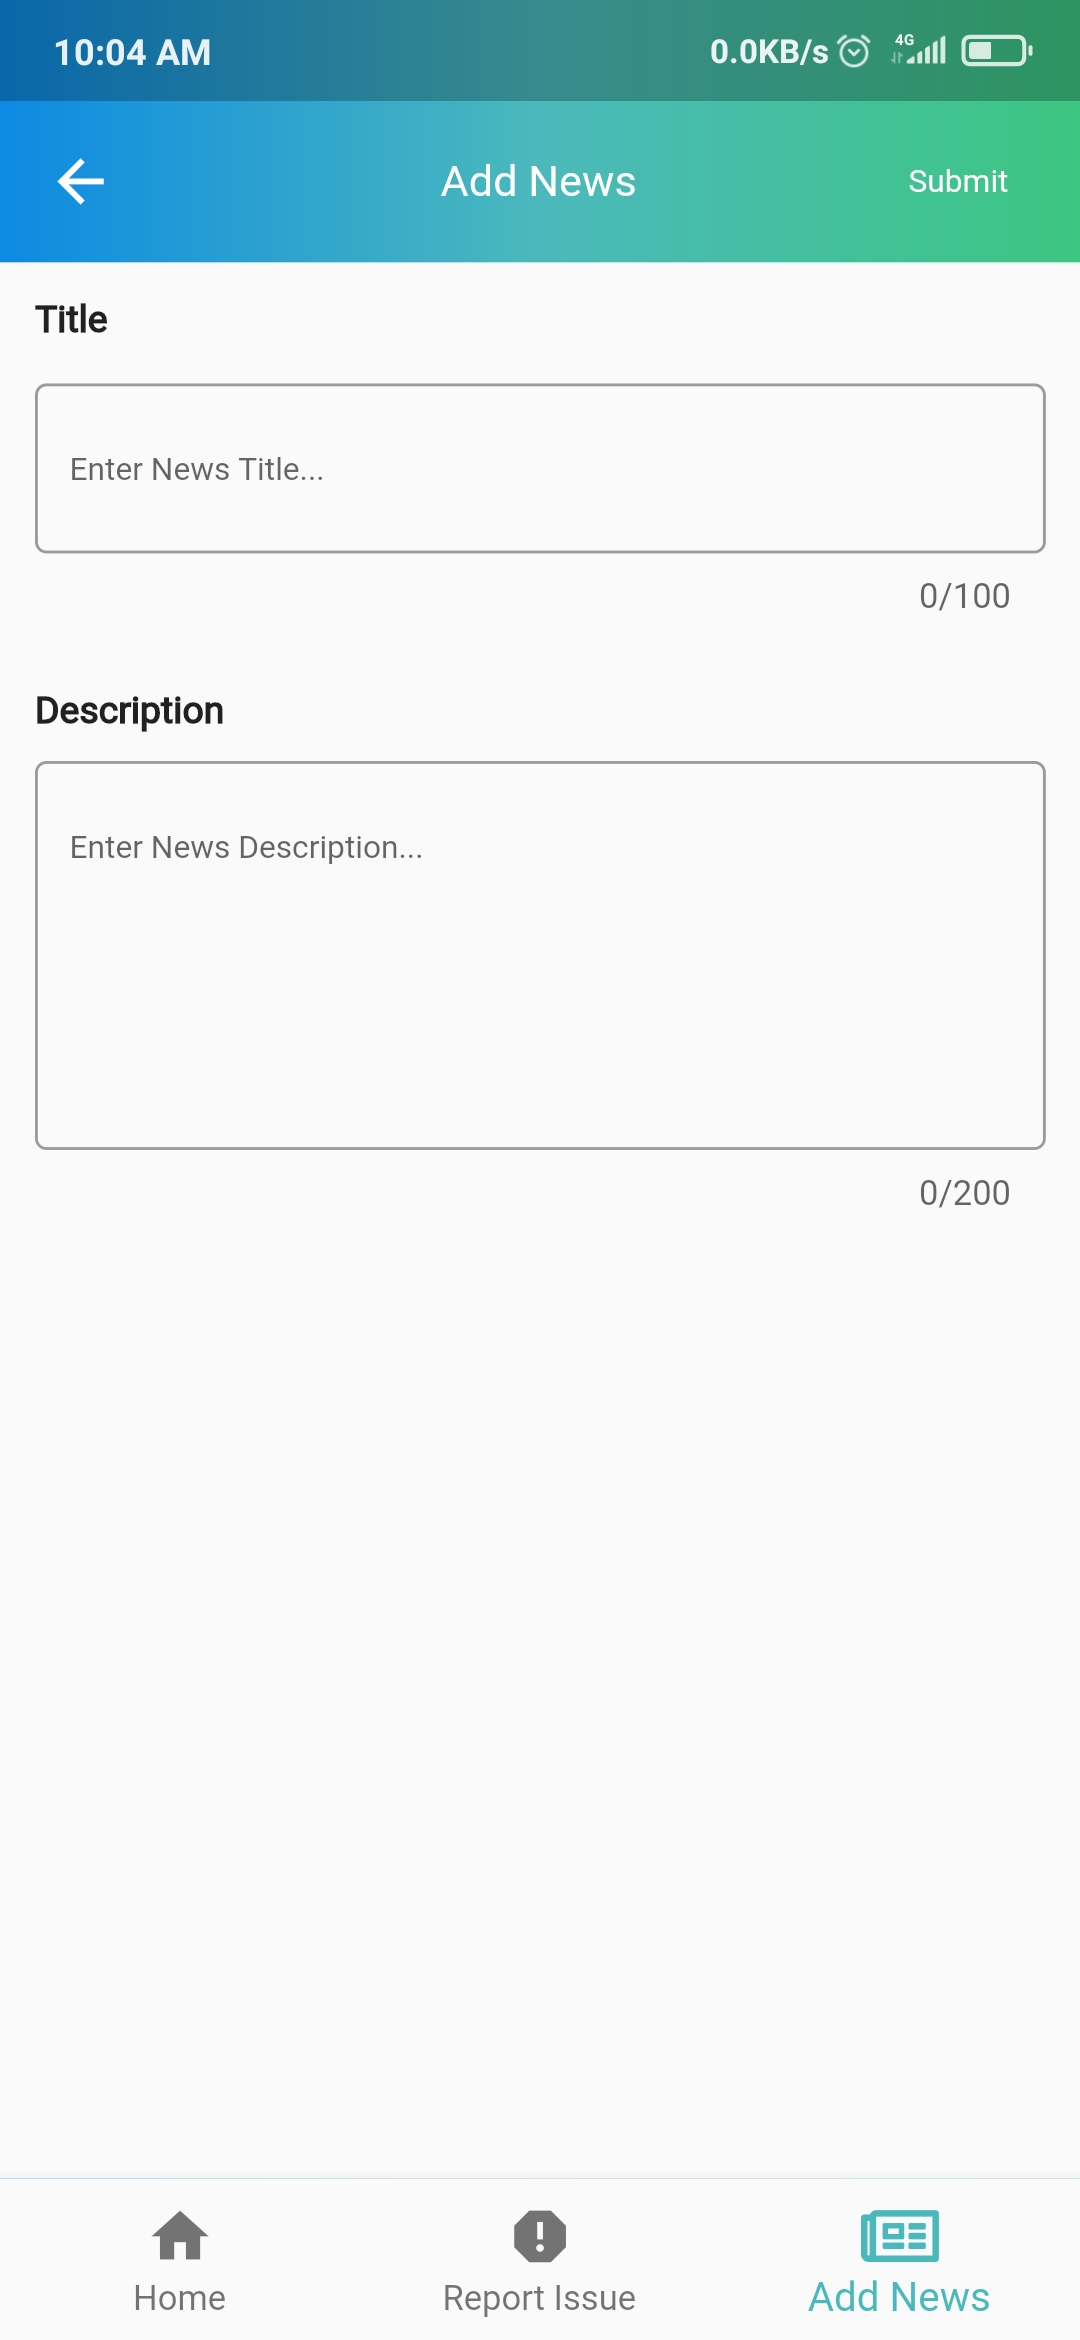 10:04 AM 0.0KB/s 4G
Add News Submit
Title
Enter News Title...
0/100
Description
Enter News Description...
0/200
Home Report Issue Add News